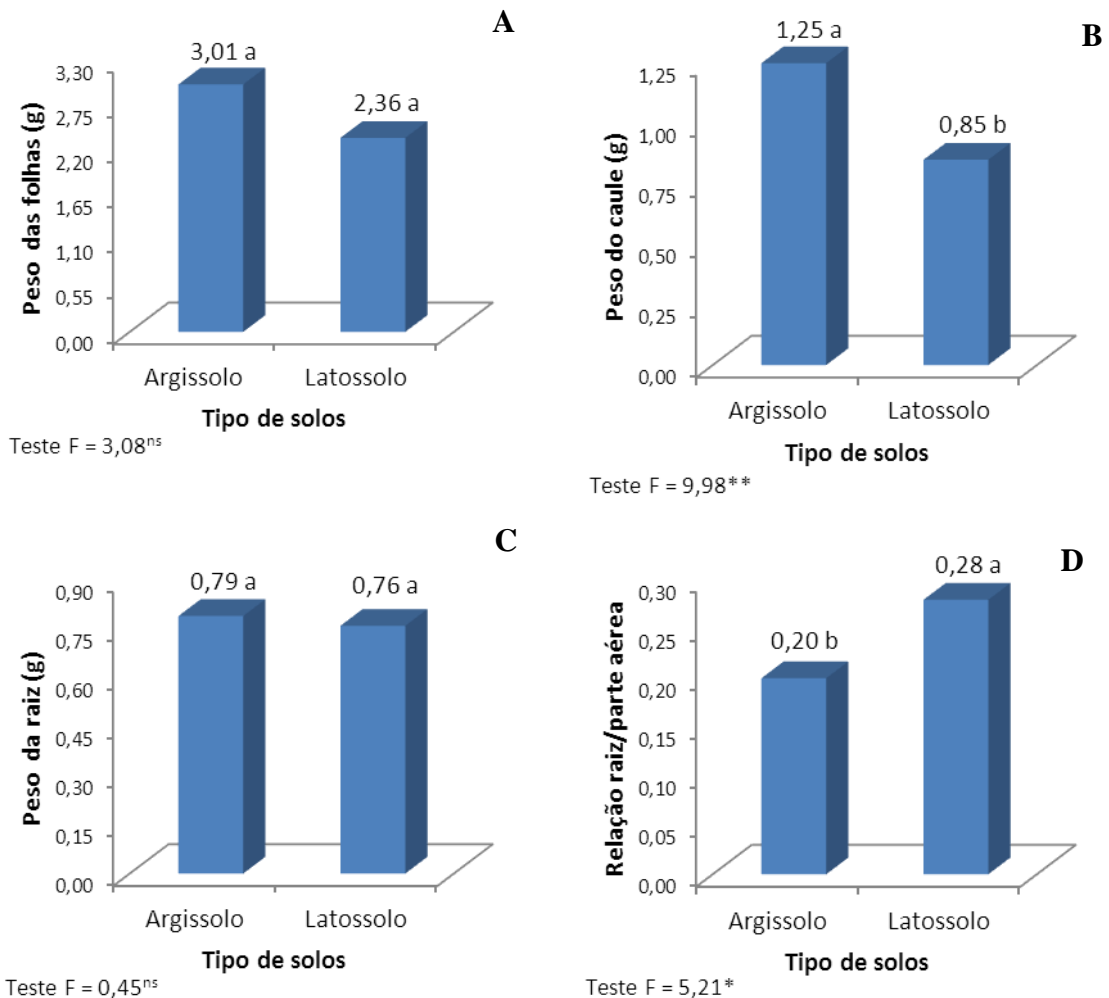 A
3,01 a
2,36 a
3,30
2,75
2,20
1,65
1,10
0,55
0,00
Peso das folhas (g)
Argissolo Latossolo
Tipo de solos
Teste F = 3,08ns
B
1,25 a
0,85 b
1,25
1,00
0,75
0,50
0,25
0,00
Peso do caule (g)
Argissolo Latossolo
Tipo de solos
Teste F = 9,98**
C
0,79 a
0,76 a
0,90
0,75
0,60
0,45
0,30
0,15
0,00
Peso da raiz (g)
Argissolo Latossolo
Tipo de solos
Teste F = 0,45ns
D
0,28 a
0,20 b
0,30
0,25
0,20
0,15
0,10
0,05
0,00
Relação raiz/parte aérea
Argissolo Latossolo
Tipo de solos
Teste F = 5,21*